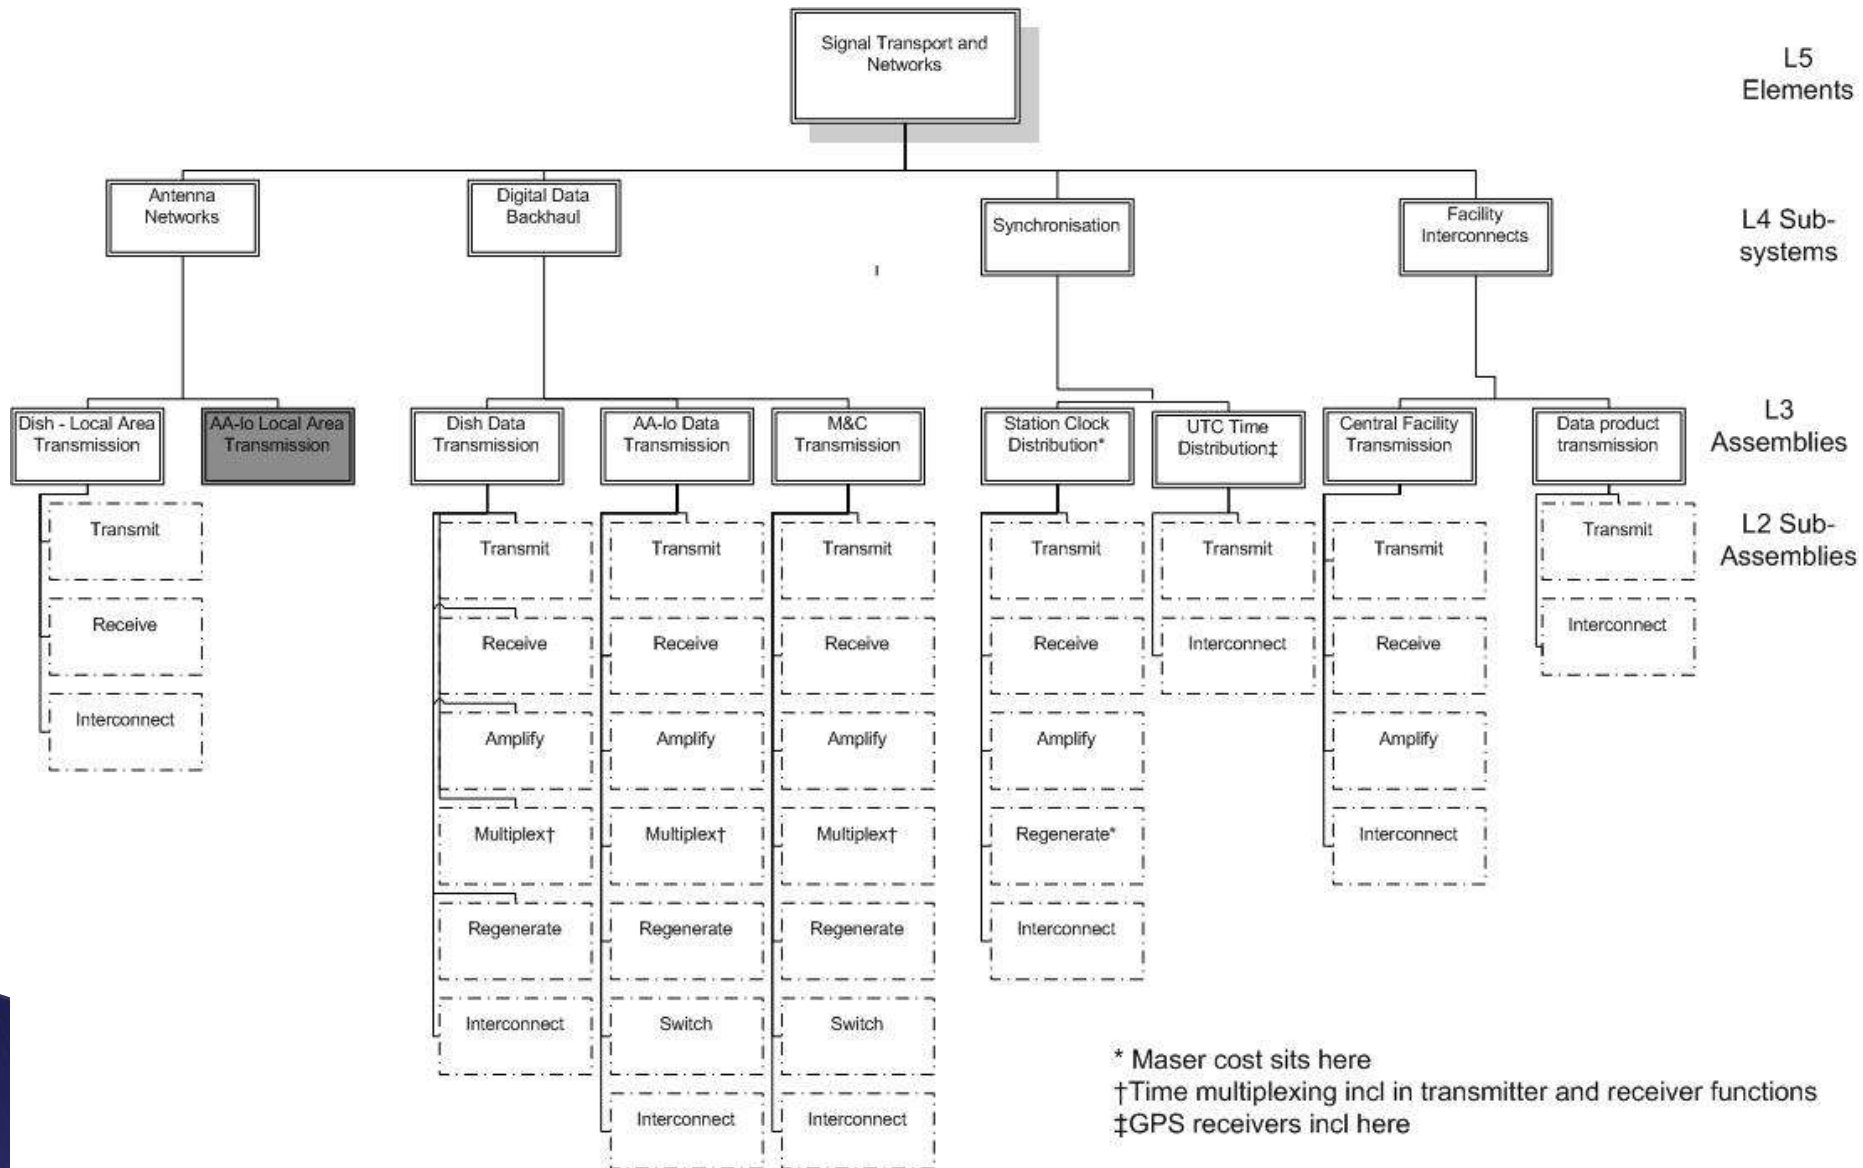 Signal Transport and
Networks
L5
Elements
Antenna
Networks
Digital Data
Backhaul
Synchronisation
Facility
Interconnects
L4 Sub-
systems
Dish - Local Area
Transmission
AA-lo Local Area
Transmission
Dish Data
Transmission
AA-lo Data
Transmission
M&C
Transmission
Station Clock
Distribution*
UTC Time
Distribution‡
Central Facility
Transmission
Data product
transmission
L3
Assemblies
L2 Sub-
Assemblies
Transmit
Receive
Interconnect
Transmit
Receive
Amplify
Multiplex†
Regenerate
Interconnect
Transmit
Receive
Amplify
Multiplex†
Regenerate
Switch
Interconnect
Transmit
Receive
Amplify
Multiplex†
Regenerate
Switch
Interconnect
Transmit
Receive
Amplify
Regenerate*
Interconnect
Transmit
Interconnect
Transmit
Receive
Amplify
Interconnect
Transmit
Interconnect
* Maser cost sits here
†Time multiplexing incl in transmitter and receiver functions
‡GPS receivers incl here